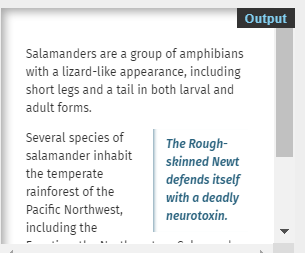 Output
Salamanders are a group of amphibians
with a lizard-like appearance, including
short legs and a tail in both larval and
adult forms.
Several species of
salamander inhabit
the temperate
rainforest of the
Pacific Northwest,
including the
The Rough-
skinned Newt
defends itself
with a deadly
neurotoxin.